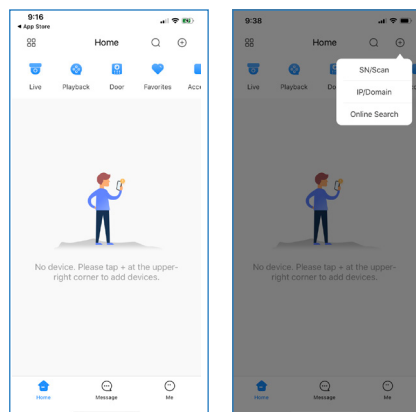 9:16
◀ App Store
Home
Live Playback Door Favorites Acce
No device. Please tap + at the upper-
right corner to add devices.
Home Message Me
9:38
Home
SN/Scan
IP/Domain
Online Search
Live Playback Do
No device. Please tap + at the upper-
right corner to add devices.
Home Message Me